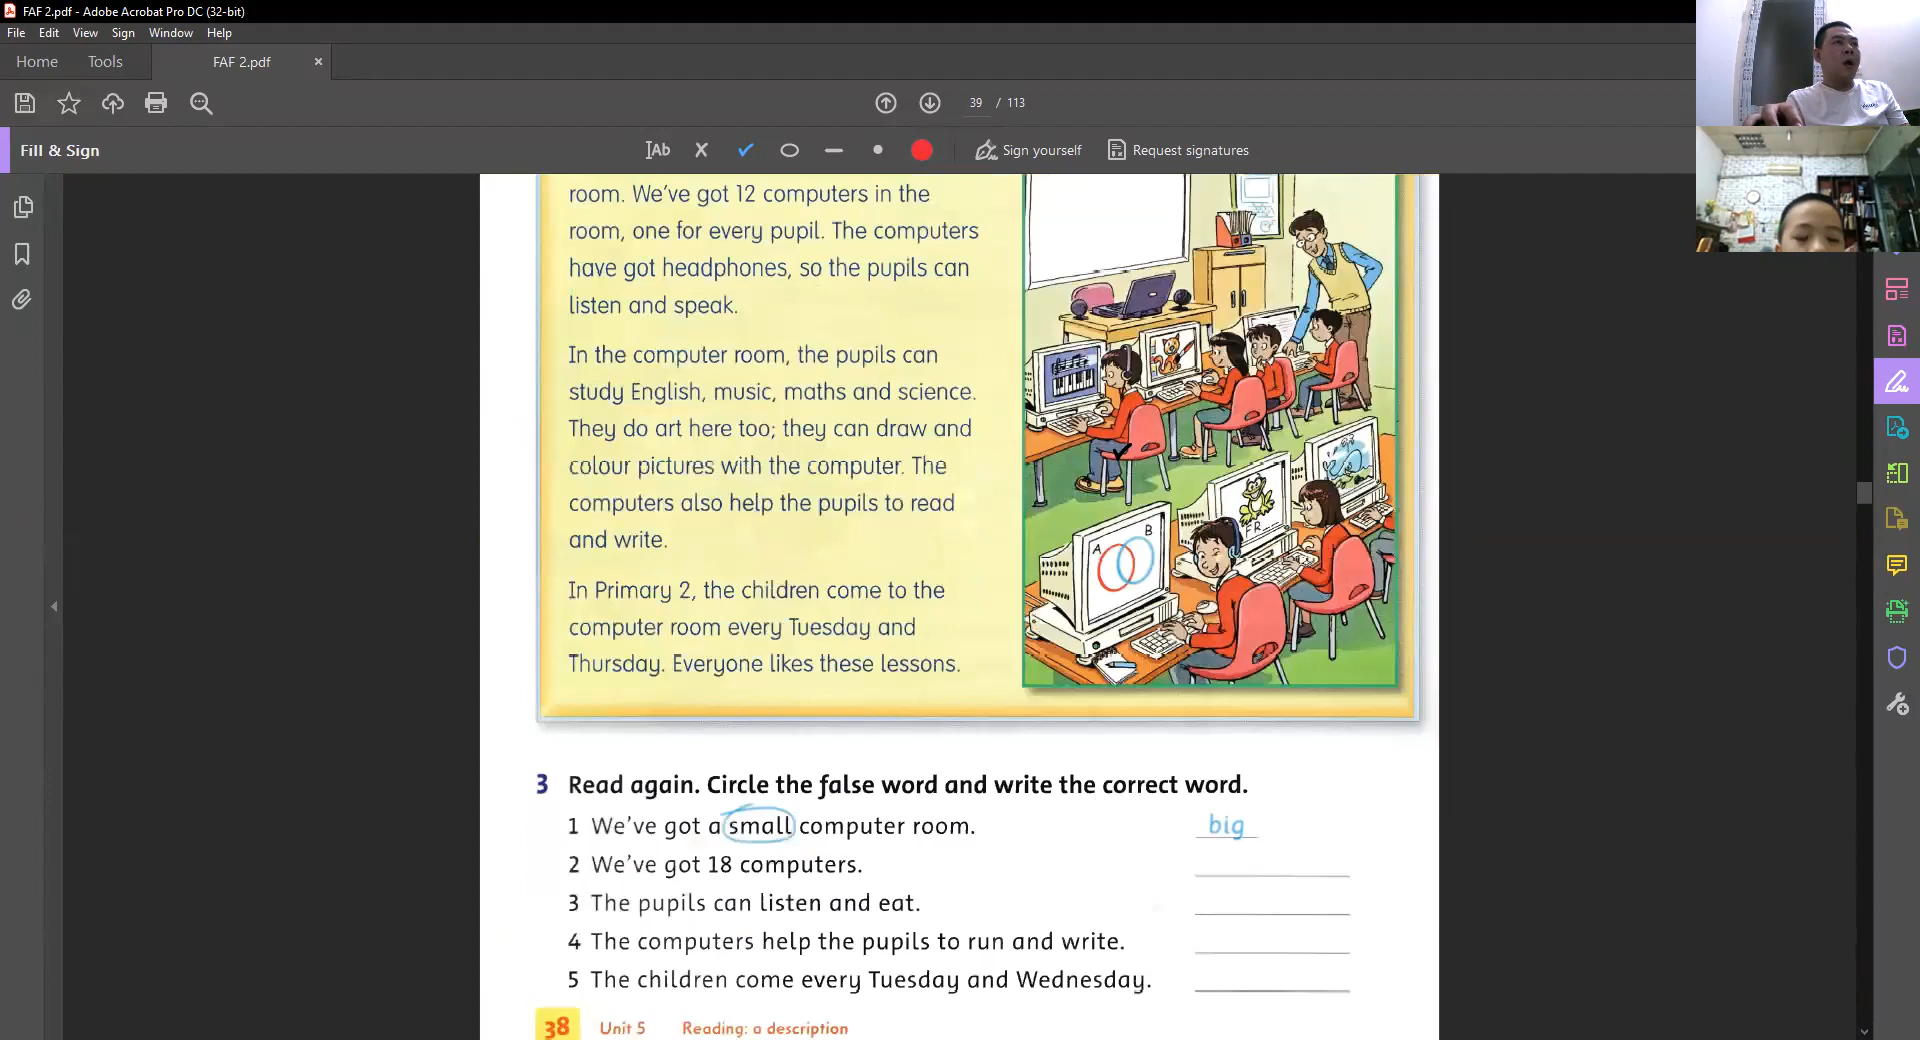 FAF 2.pdf - Adobe Acrobat Pro DC (32-bit)
File Edit View Sign Window Help
Home Tools FAF 2.pdf ×
39 / 113
Fill & Sign
Ab Sign yourself Request signatures
room. We've got 12 computers in the
room, one for every pupil. The computers
have got headphones, so the pupils can
listen and speak.
In the computer room, the pupils can
study English, music, maths and science.
They do art here too; they can draw and
colour pictures with the computer. The
computers also help the pupils to read
and write.
In Primary 2, the children come to the
computer room every Tuesday and
Thursday. Everyone likes these lessons.
FR__
A B
3 Read again. Circle the false word and write the correct word.
1 We've got a small computer room. big
2 We've got 18 computers.
3 The pupils can listen and eat.
4 The computers help the pupils to run and write.
5 The children come every Tuesday and Wednesday.
38 Unit 5 Reading: a description